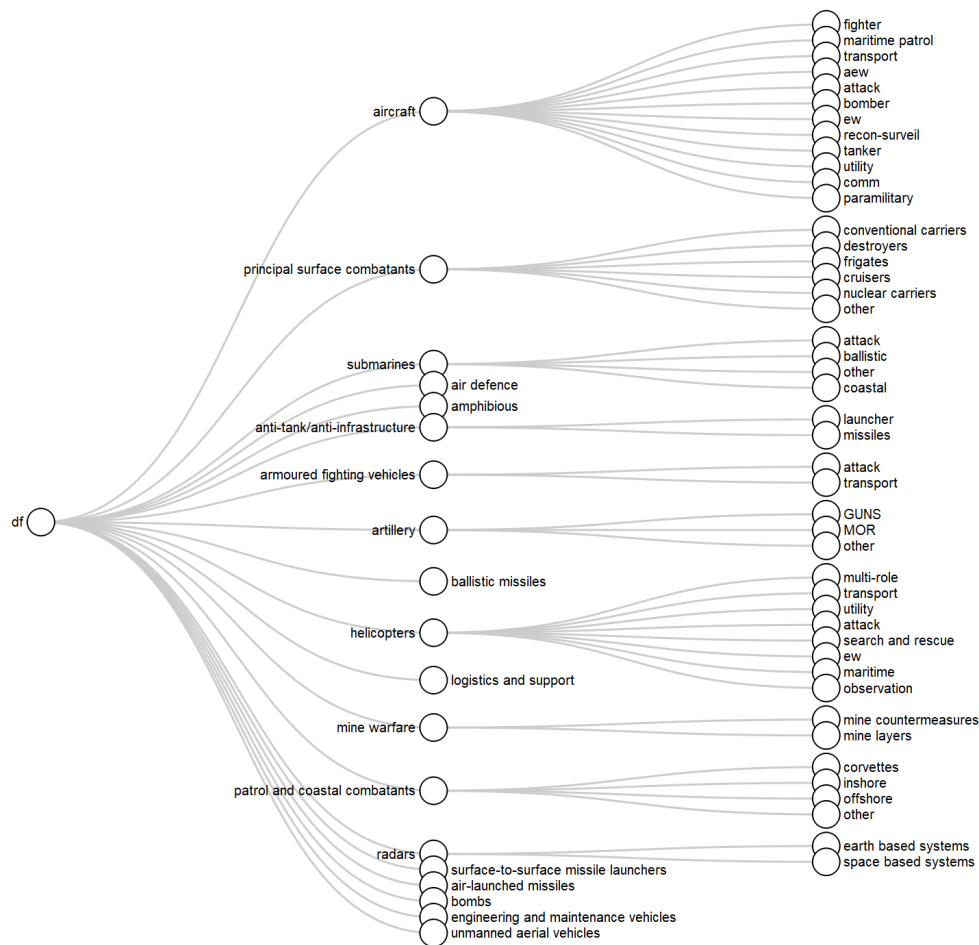 df
aircraft
fighter
maritime patrol
transport
aew
attack
bomber
ew
recon-surveil
tanker
utility
comm
paramilitary
principal surface combatants
conventional carriers
destroyers
frigates
cruisers
nuclear carriers
other
submarines
attack
ballistic
other
coastal
air defence
amphibious
anti-tank/anti-infrastructure
launcher
missiles
armoured fighting vehicles
attack
transport
artillery
GUNS
MOR
other
ballistic missiles
helicopters
multi-role
transport
utility
attack
search and rescue
ew
maritime
observation
logistics and support
mine warfare
mine countermeasures
mine layers
patrol and coastal combatants
corvettes
inshore
offshore
other
radars
earth based systems
space based systems
surface-to-surface missile launchers
air-launched missiles
bombs
engineering and maintenance vehicles
unmanned aerial vehicles